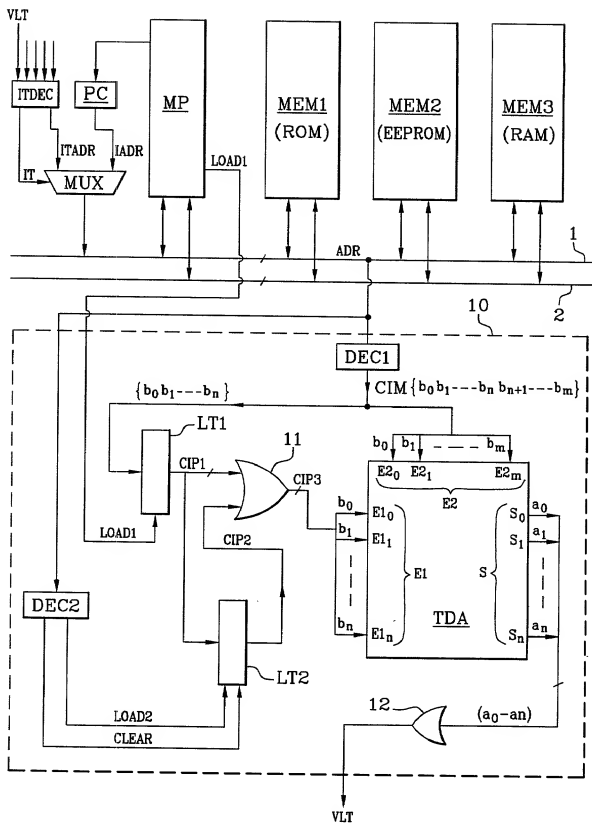 VLT
ITDEC
PC
MP
MEM1
(ROM)
MEM2
(EEPROM)
MEM3
(RAM)
ITADR
IADR
LOAD1
IT
MUX
ADR
1
2
10
DEC1
{b0 b1 ---- b n}
CIM {b0 b1 ---- bn bn+1 ---- bm}
LT1
11
CIP1
CIP3
b0 b1 ---- bm
E20 E21 E2m
E2
b0 E10
b1 E11
bn E1n
E1
S
S0 a0
S1 a1
Sn an
TDA
LOAD1
CIP2
DEC2
LT2
LOAD2
CLEAR
12
(a0-an)
VLT